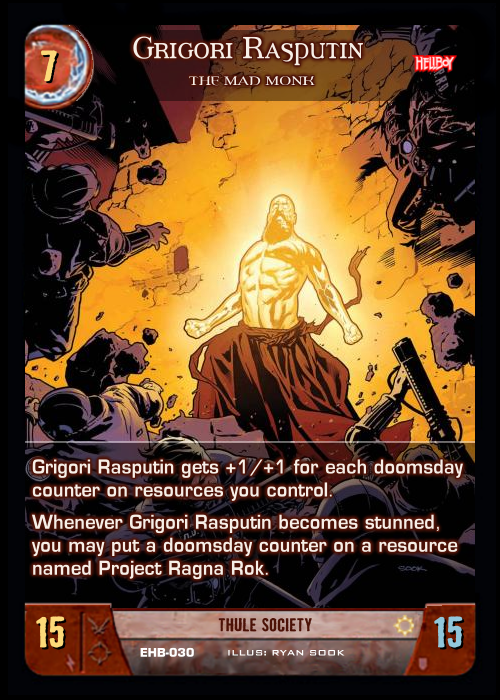 7
Grigori Rasputin
The Mad Monk
HELLBOY
Grigori Rasputin gets +1/+1 for each doomsday
counter on resources you control.
Whenever Grigori Rasputin becomes stunned,
you may put a doomsday counter on a resource
named Project Ragna Rok.
SOOK
15
THULE SOCIETY
15
EHB-030
ILLUS: RYAN SOOK